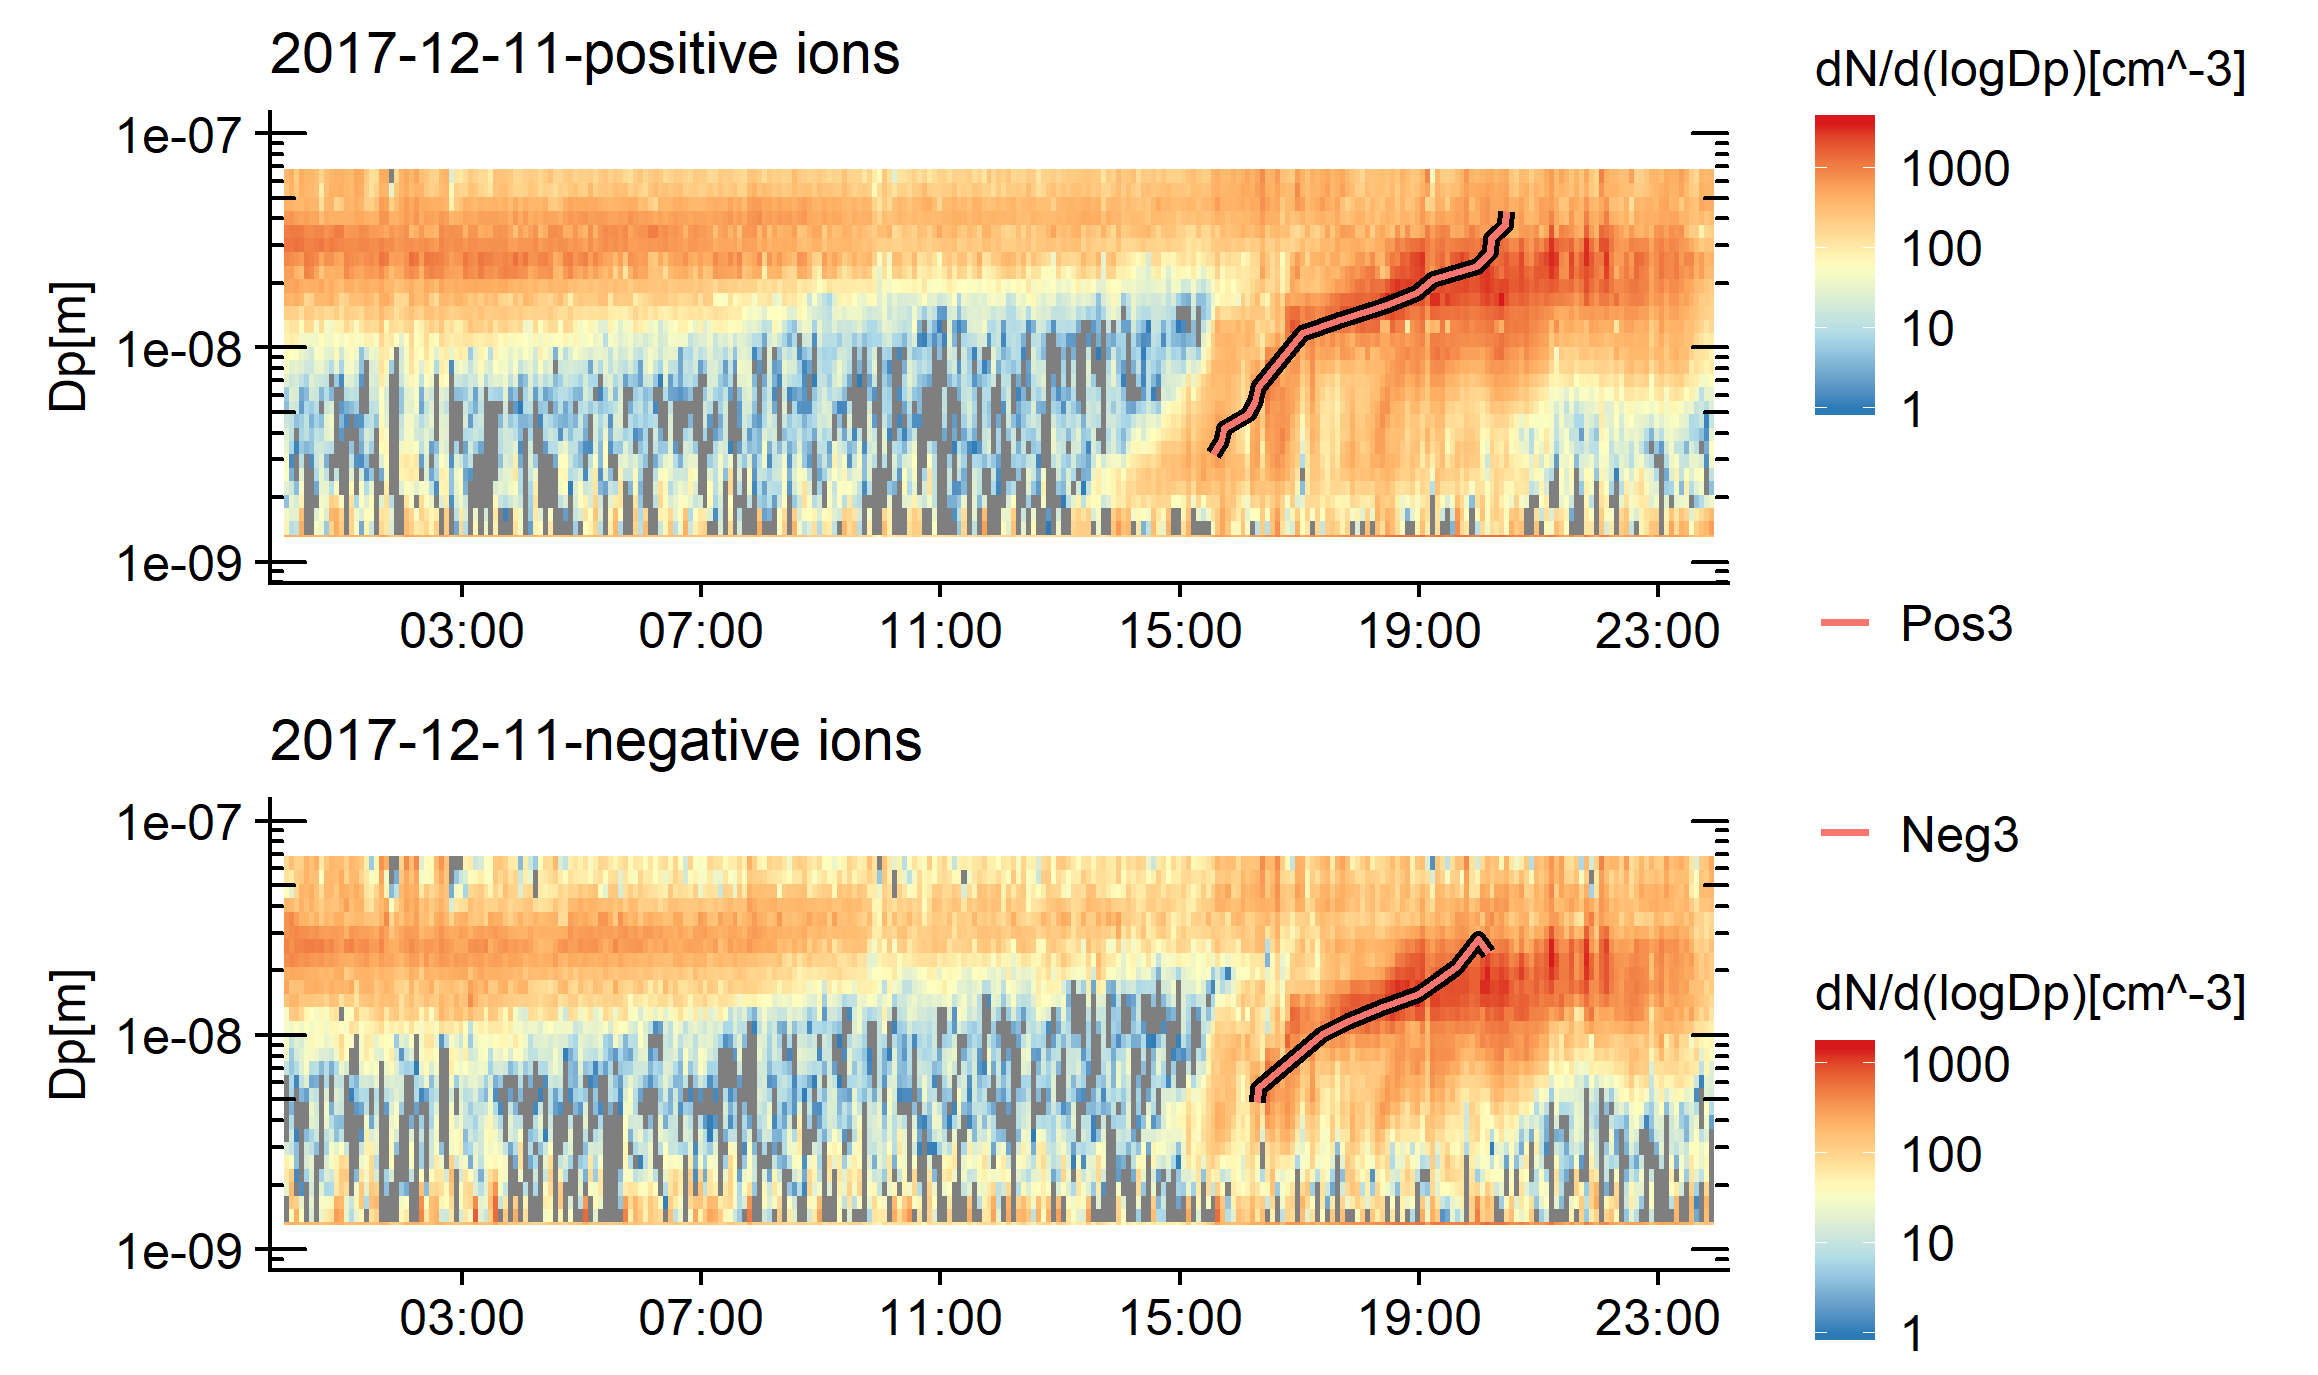 2017-12-11-positive ions
dN/d(logDp)[cm^-3]
1000
100
10
1
Dp[m]
1e-07
1e-08
1e-09
03:00 07:00 11:00 15:00 19:00 23:00
Pos3
2017-12-11-negative ions
Neg3
dN/d(logDp)[cm^-3]
1000
100
10
1
Dp[m]
1e-07
1e-08
1e-09
03:00 07:00 11:00 15:00 19:00 23:00